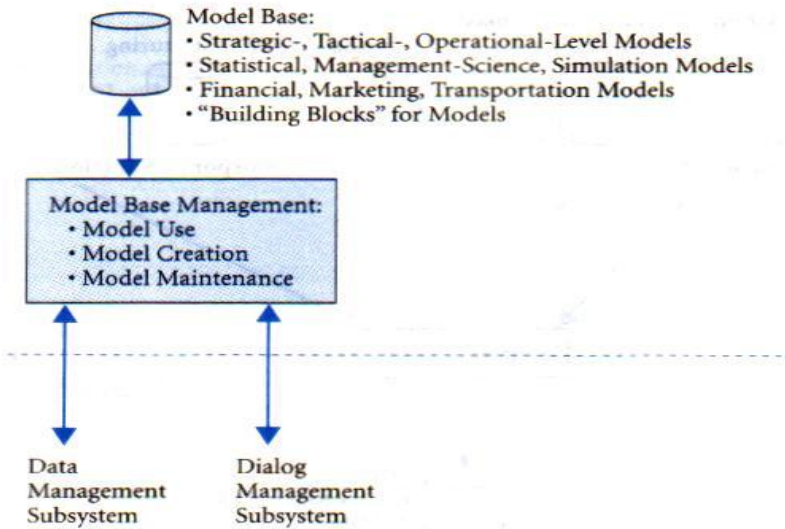 Model Base:
• Strategic-, Tactical-, Operational-Level Models
• Statistical, Management-Science, Simulation Models
• Financial, Marketing, Transportation Models
• “Building Blocks” for Models
Model Base Management:
• Model Use
• Model Creation
• Model Maintenance
Data
Management
Subsystem
Dialog
Management
Subsystem